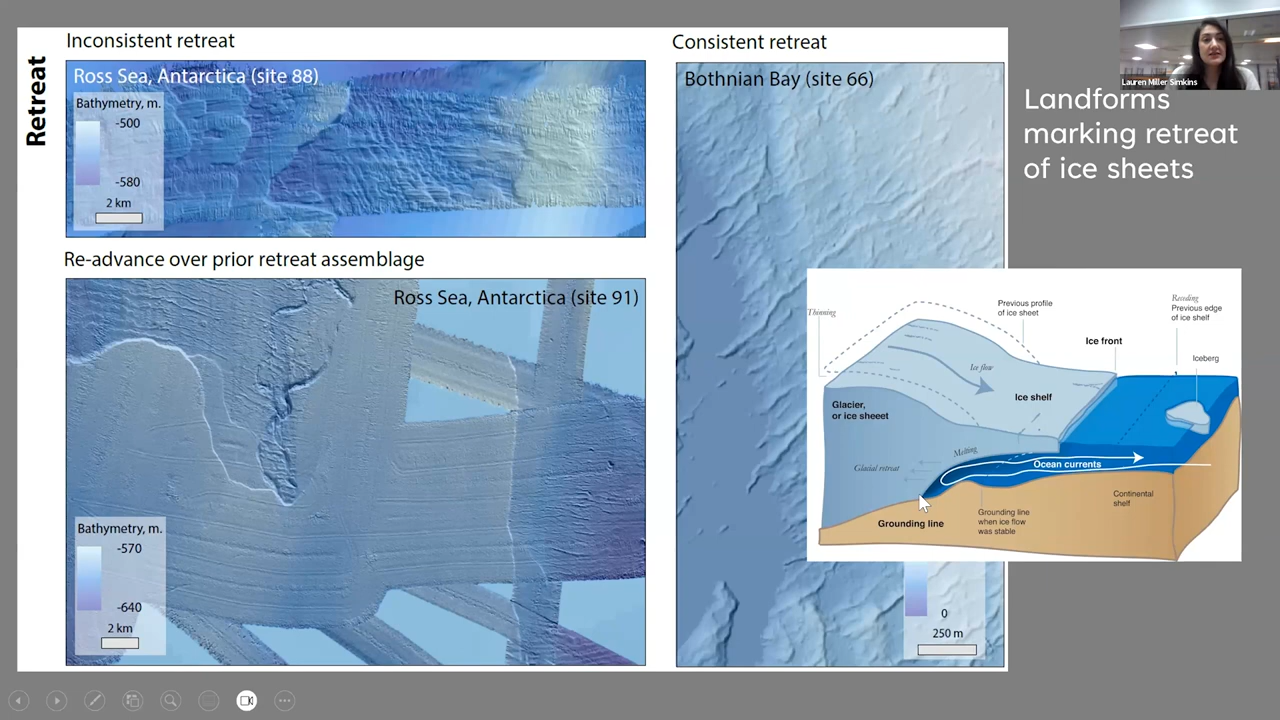 Retreat
Inconsistent retreat
Ross Sea, Antarctica (site 88)
Bathymetry, m.
-500
-580
2 km
Re-advance over prior retreat assemblage
Ross Sea, Antarctica (site 91)
Bathymetry, m.
-570
-640
2 km
Consistent retreat
Bothnian Bay (site 66)
0
250 m
Thinning
Previous profile
of ice sheet
Receding
Previous edge
of ice shelf
Ice front
Iceberg
Ice flow
Ice shelf
Glacier,
or ice sheeet
Melting
Glacial retreat
Ocean currents
Continental
shelf
Grounding line
Grounding line
when ice flow
was stable
Lauren Miller Simkins
Landforms
marking retreat
of ice sheets